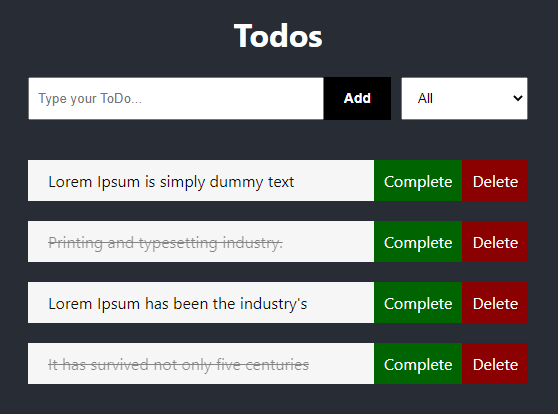 Todos
Type your ToDo... Add All
Lorem Ipsum is simply dummy text Complete Delete
Printing and typesetting industry. Complete Delete
Lorem Ipsum has been the industry's Complete Delete
It has survived not only five centuries Complete Delete